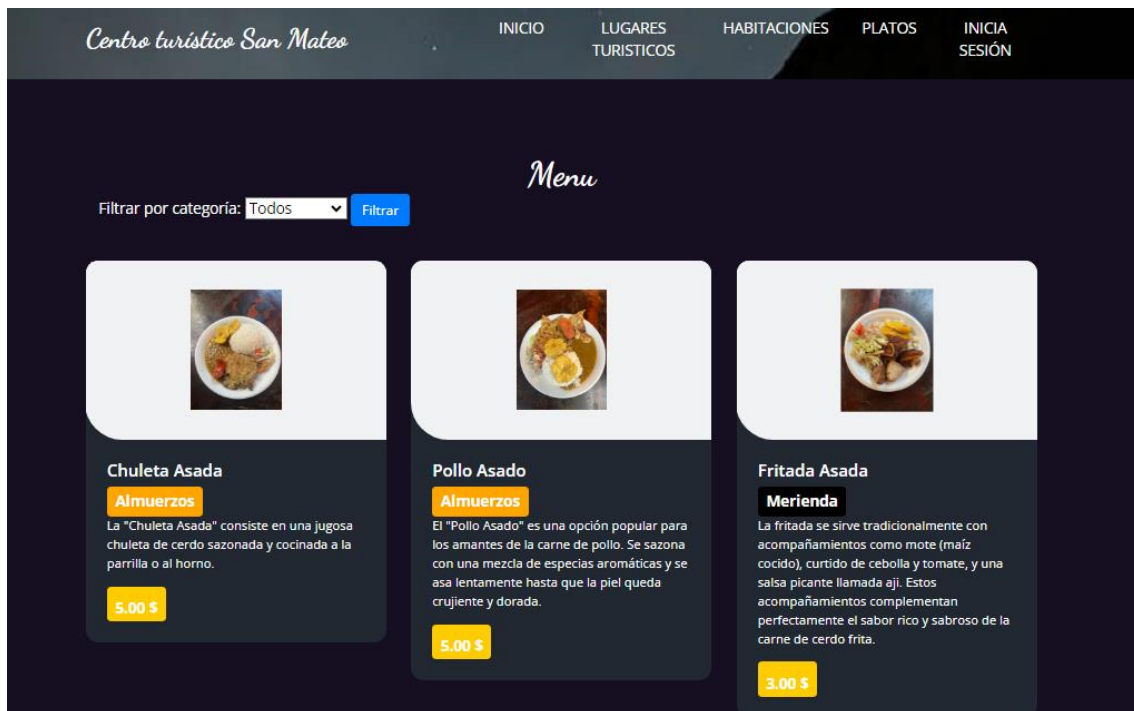 Centro turístico San Mateo
INICIO
LUGARES
TURISTICOS
HABITACIONES
PLATOS
INICIA
SESIÓN
Menu
Filtrar por categoría: Todos Filtrar
Chuleta Asada
Almuerzos
La "Chuleta Asada" consiste en una jugosa
chuleta de cerdo sazonada y cocinada a la
parrilla o al horno.
5.00 $
Pollo Asado
Almuerzos
El "Pollo Asado" es una opción popular para
los amantes de la carne de pollo. Se sazona
con una mezcla de especias aromáticas y se
asa lentamente hasta que la piel queda
crujiente y dorada.
5.00 $
Fritada Asada
Merienda
La fritada se sirve tradicionalmente con
acompañamientos como mote (maíz
cocido), curtido de cebolla y tomate, y una
salsa picante llamada aji. Estos
acompañamientos complementan
perfectamente el sabor rico y sabroso de la
carne de cerdo frita.
3.00 $